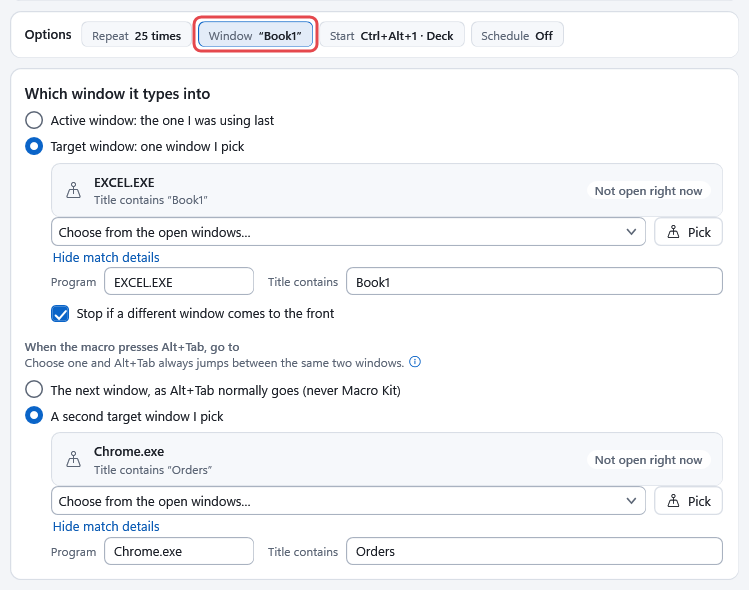 Options Repeat 25 times Window “Book1” Start Ctrl+Alt+1 · Deck Schedule Off
Which window it types into
Active window: the one I was using last
Target window: one window I pick
EXCEL.EXE
Title contains “Book1”
Not open right now
Choose from the open windows... Pick
Hide match details
Program EXCEL.EXE Title contains Book1
Stop if a different window comes to the front
When the macro presses Alt+Tab, go to
Choose one and Alt+Tab always jumps between the same two windows.
The next window, as Alt+Tab normally goes (never Macro Kit)
A second target window I pick
Chrome.exe
Title contains “Orders”
Not open right now
Choose from the open windows... Pick
Hide match details
Program Chrome.exe Title contains Orders